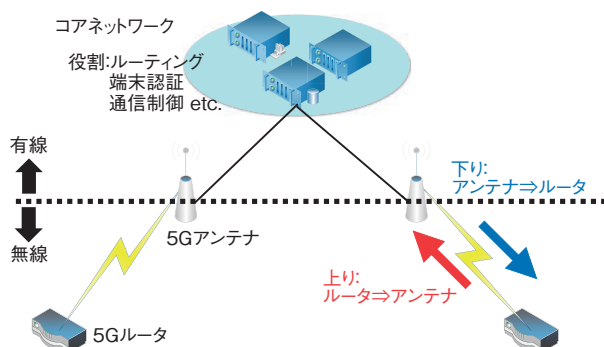 コアネットワーク
役割:ルーティング
端末認証
通信制御 etc.
有線
無線
下り:
アンテナ⇒ルータ
5Gアンテナ
上り:
ルータ⇒アンテナ
5Gルータ